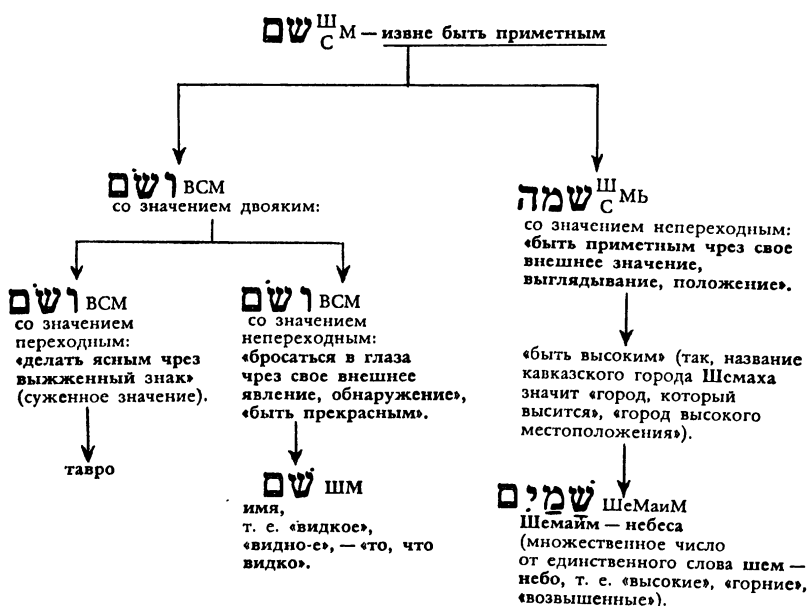 שם Ш/С М — извне быть приметным
ושׂם ВСМ
со значением двояким:
שמה Ш/С МЬ
со значением непереходным:
«быть приметным чрез свое
внешнее значение,
выглядывание, положение».
ושׂם ВСМ
со значением
переходным:
«делать ясным чрез
выжженный знак»
(суженное значение).
тавро
ושׂם ВСМ
со значением
непереходным:
«бросаться в глаза
чрез свое внешнее
явление, обнаружение»,
«быть прекрасным».
שׁם ШМ
имя,
т. е. «видкое»,
«видно-е», — «то, что
видко».
«быть высоким» (так, название
кавказского города Шемаха
значит «город, который
высится», «город высокого
местоположения»).
שָׁמַיִם ШеМаиМ
Шемайм — небеса
(множественное число
от единственного слова шем —
небо, т. е. «высокие», «горние»,
«возвышенные»).